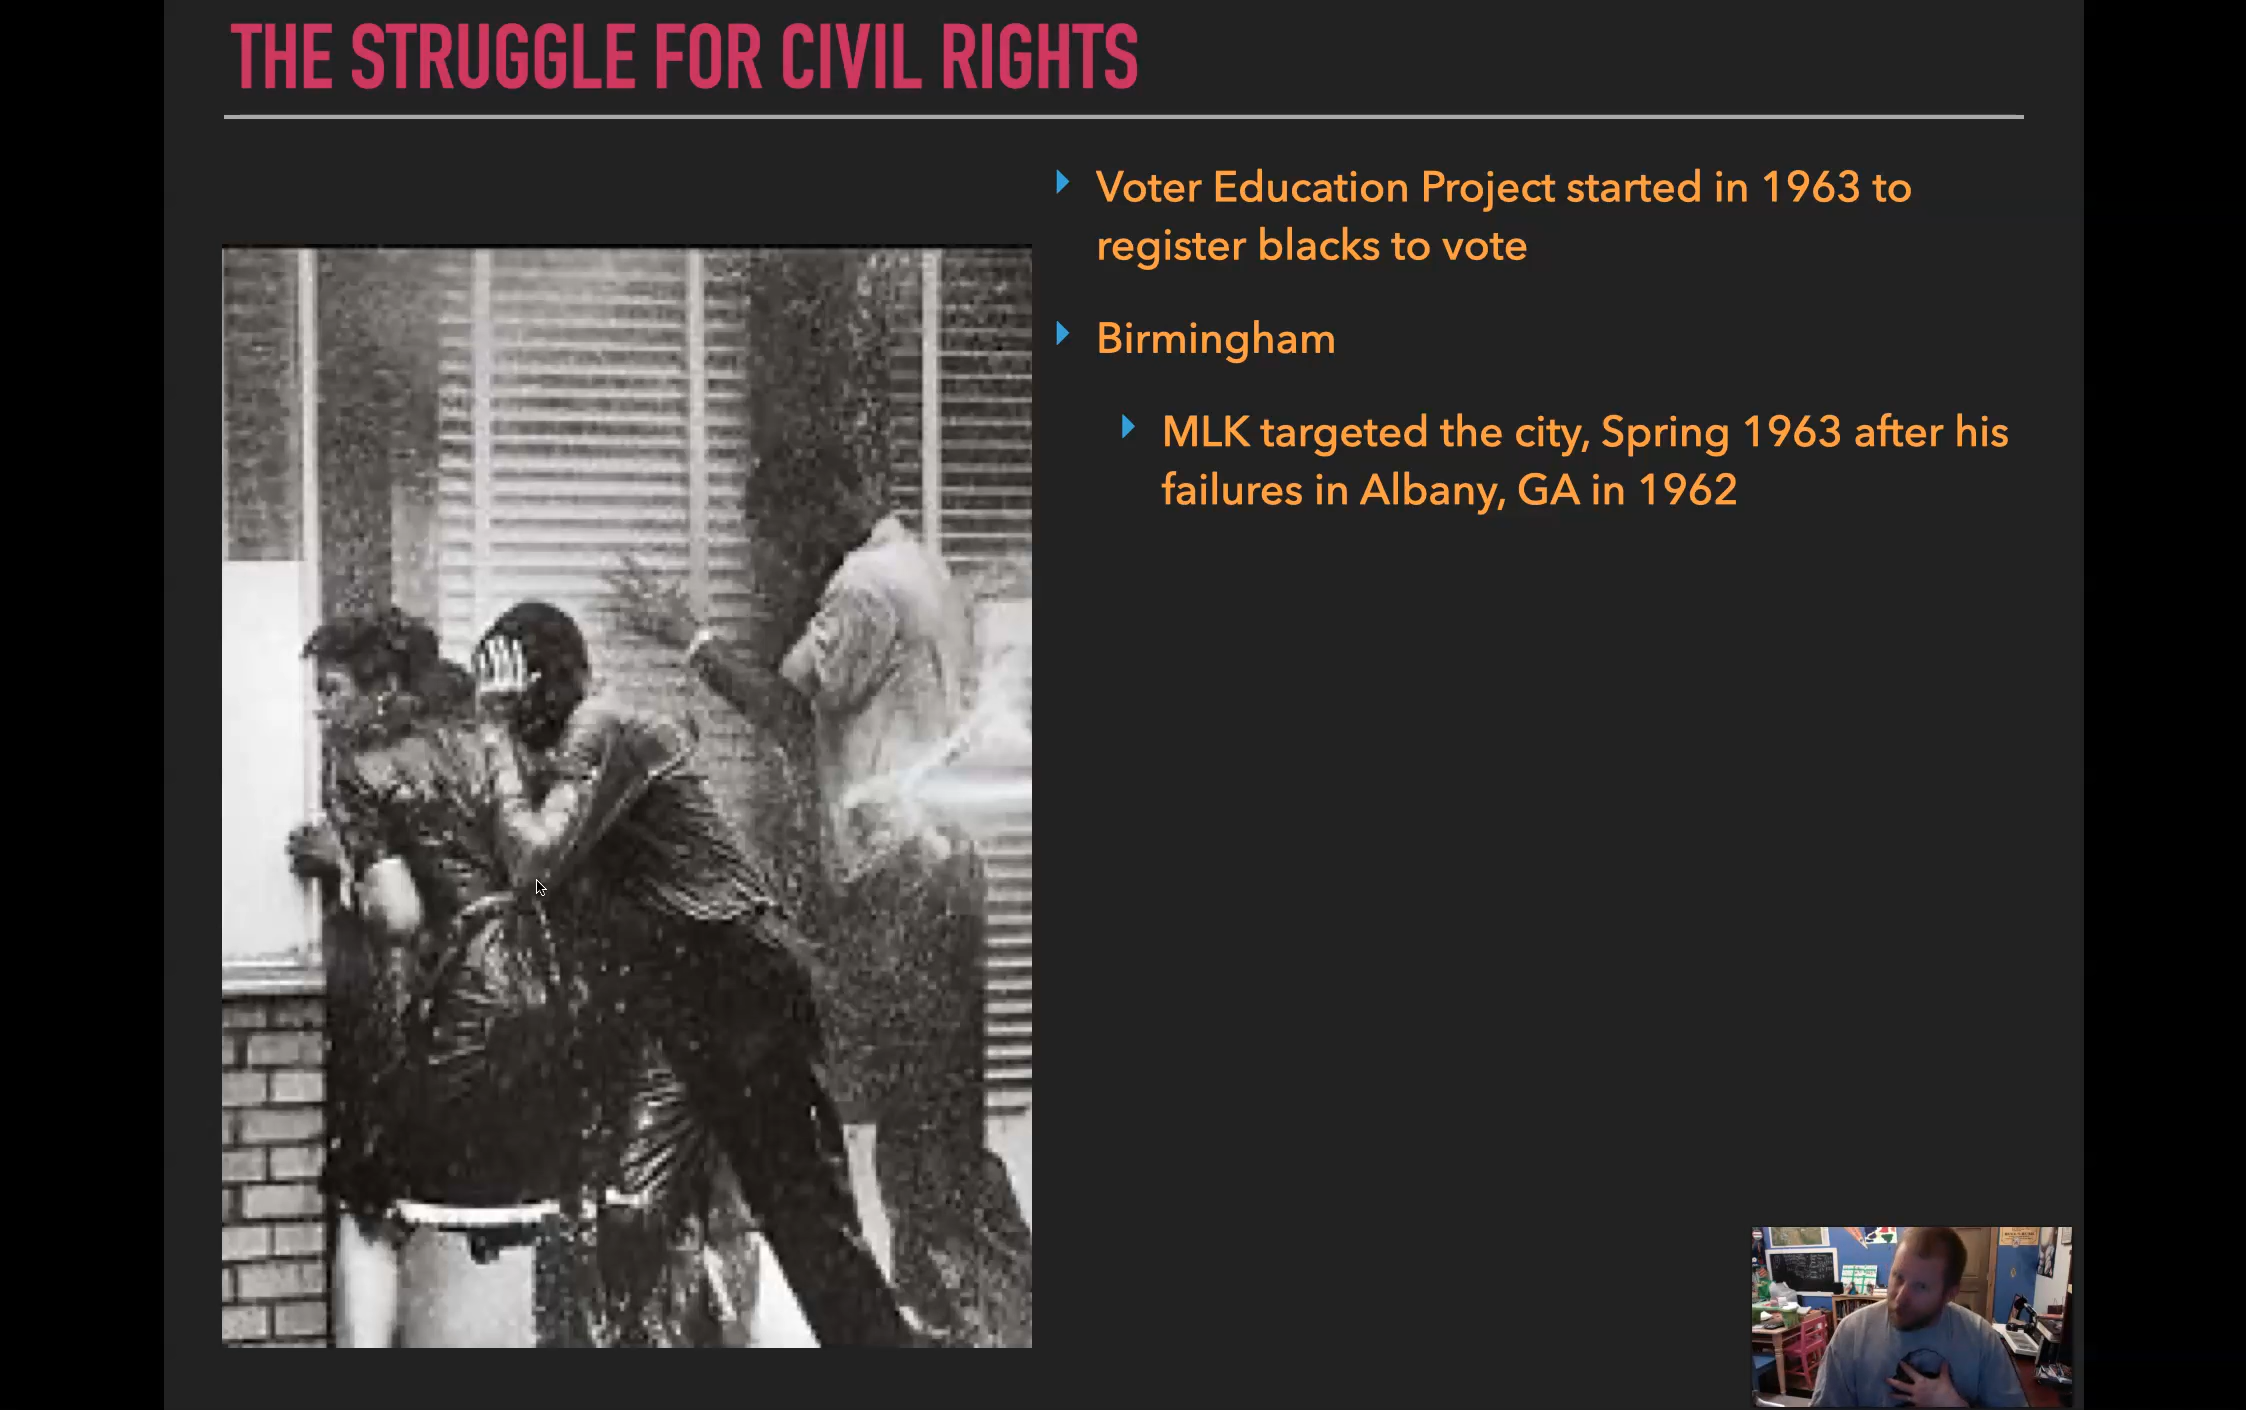 THE STRUGGLE FOR CIVIL RIGHTS
Voter Education Project started in 1963 to
register blacks to vote
Birmingham
MLK targeted the city, Spring 1963 after his
failures in Albany, GA in 1962